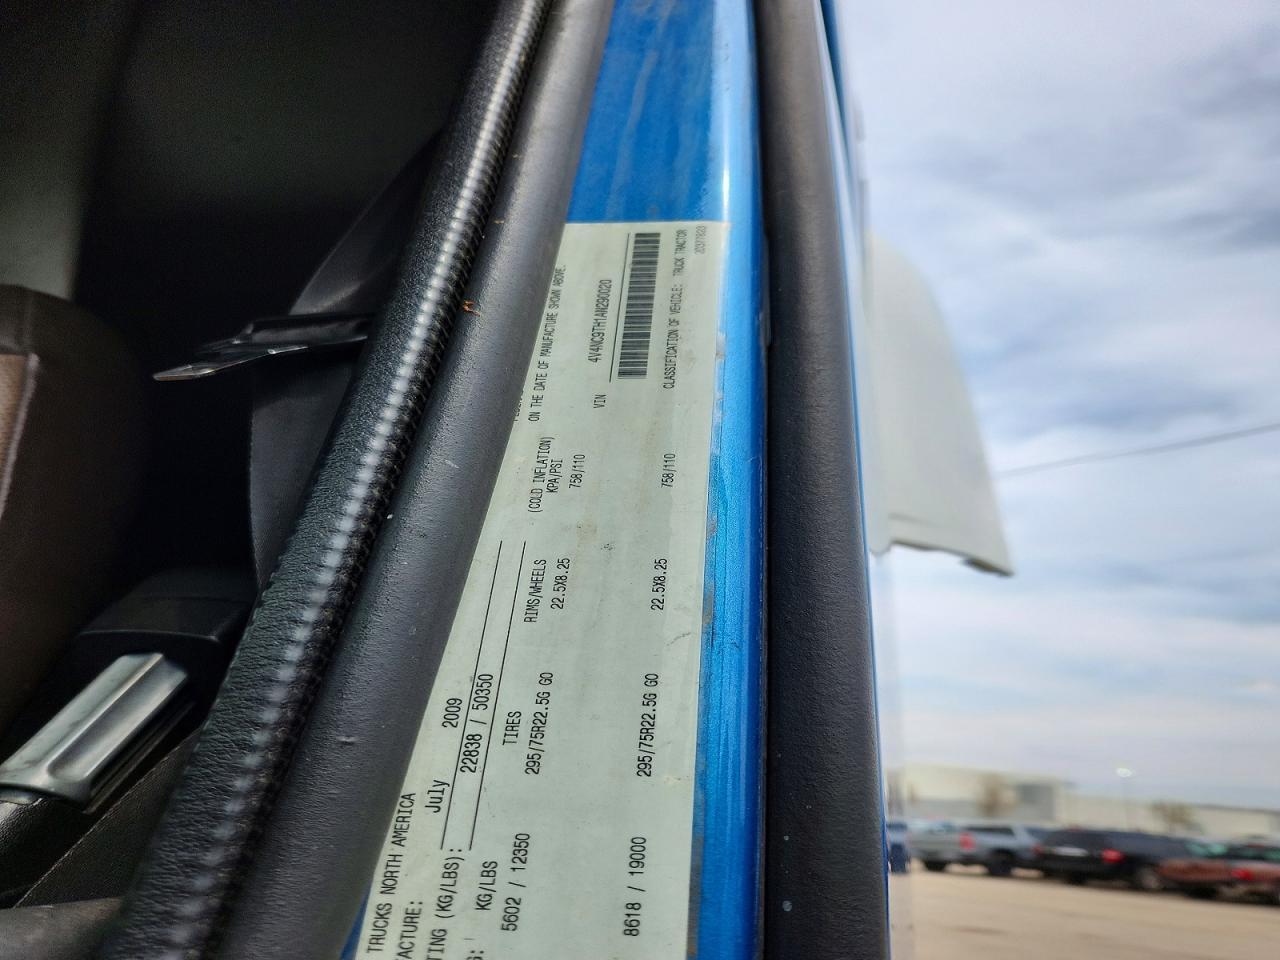 TRUCKS NORTH AMERICA
ACTURE: July 2009
TING (KG/LBS): 22838 / 50350
KG/LBS TIRES RIMS/WHEELS (COLD INFLATION) KPA/PSI
5602 / 12350 295/75R22.5G GO 22.5X8.25 758/110
8618 / 19000 295/75R22.5G GO 22.5X8.25 758/110
ON THE DATE OF MANUFACTURE SHOWN ABOVE.
VIN 4V4NC9TH1AN290020
CLASSIFICATION OF VEHICLE: TRUCK TRACTOR